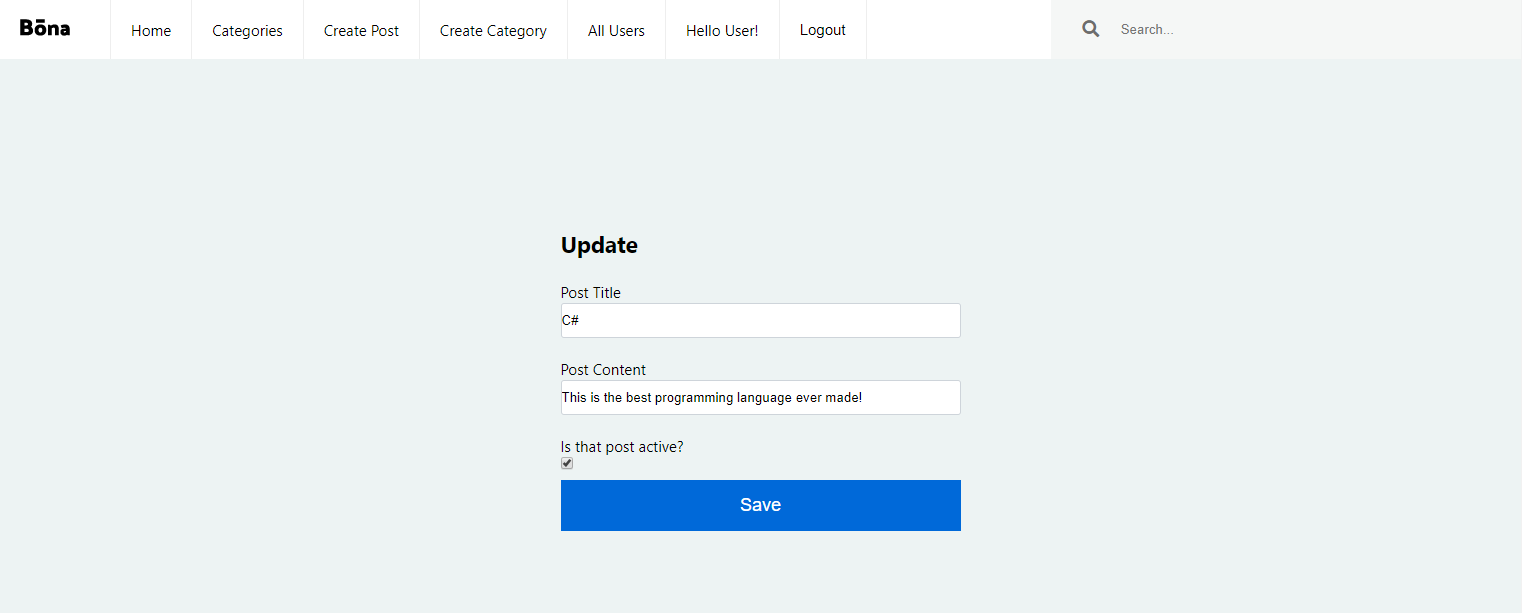 Bōna Home Categories Create Post Create Category All Users Hello User! Logout Search...
Update
Post Title
C#
Post Content
This is the best programming language ever made!
Is that post active?
Save